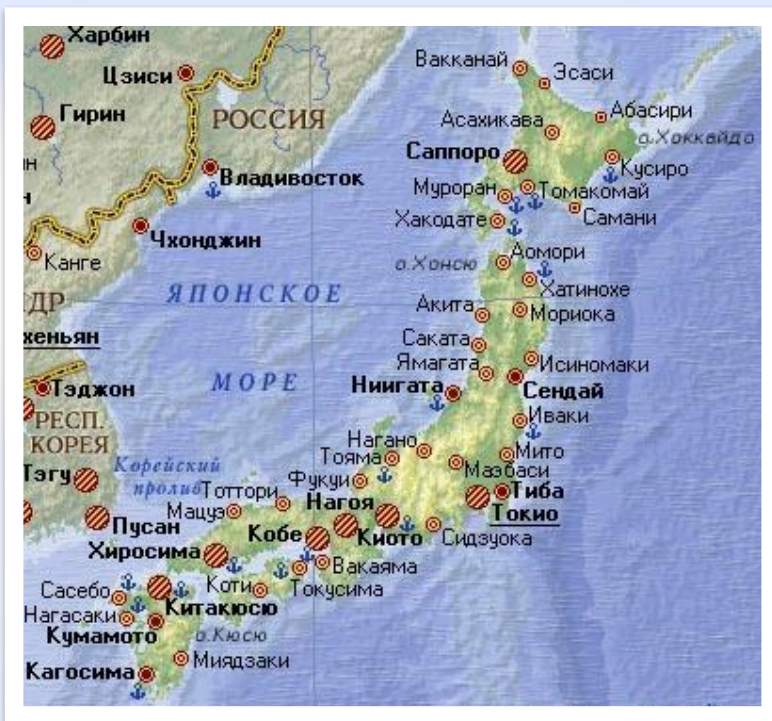 Харбин
Цзиси
Гирин
РОССИЯ
Владивосток
Чхонджин
Канге
ЯПОНСКОЕ
МОРЕ
Вакканай
Эсаси
Асахикава
Абасири
о.Хоккайдо
Саппоро
Кусиро
Муроран
Томакомай
Хакодате
Самани
о.Хонсю
Аомори
Хатинохе
Акита
Мориока
Саката
Ямагата
Исиномаки
Ниигата
Сендай
Иваки
Нагано
Тояма
Мито
Маэбаси
Фукуи
Тиба
Токио
Тоттори
Нагоя
Мацуэ
Кобе
Киото
Сидзуока
Хиросима
Вакаяма
Коти
Токусима
Сасебо
Китакюсю
Нагасаки
Кумамото
о.Кюсю
Миядзаки
Кагосима
ДР
хеньян
Тэджон
РЕСП.
КОРЕЯ
Тэгу
Корейский
пролив
Пусан